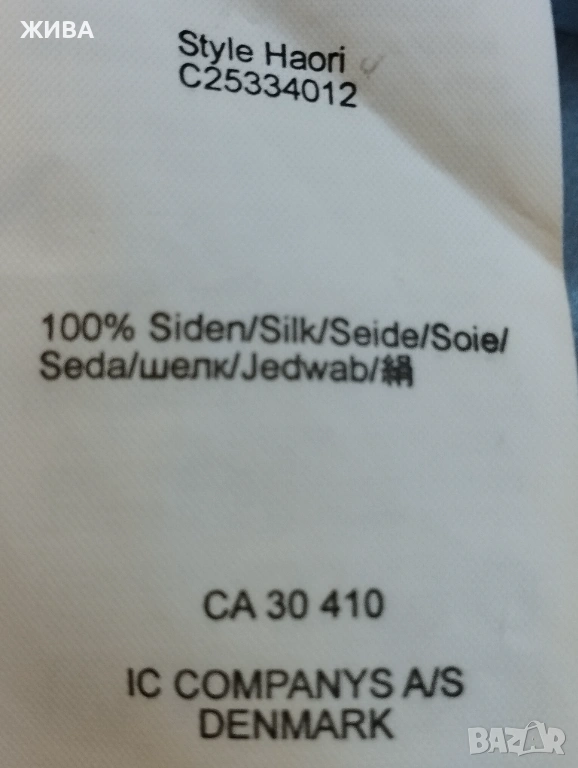 ЖИВА
Style Haori
C25334012
100% Siden/Silk/Seide/Soie/
Seda/шелк/Jedwab/絹
CA 30 410
IC COMPANYS A/S
DENMARK
BAZAR